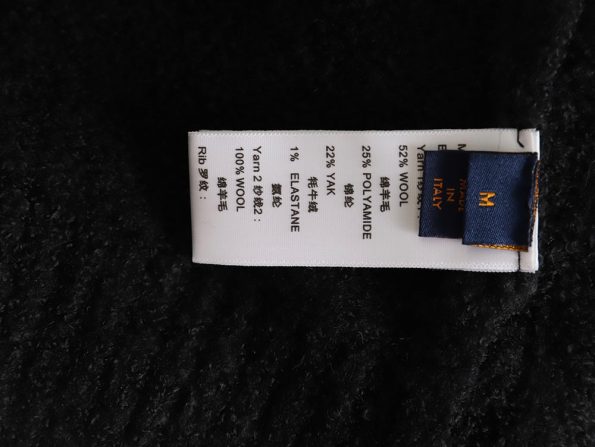 M
MADE
IN
ITALY
52% WOOL
绵羊毛
25% POLYAMIDE
锦纶
22% YAK
牦牛绒
1% ELASTANE
氨纶
Yarn 2 纱线2:
100% WOOL
绵羊毛
Rib 罗纹: